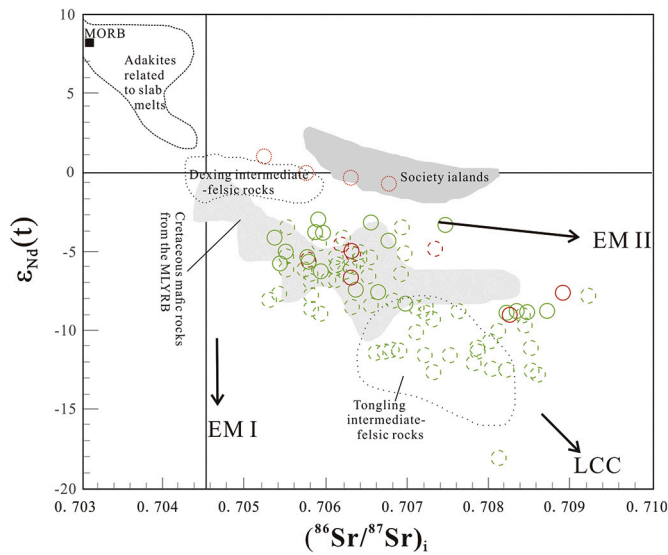 10
5
0
-5
-10
-15
-20
εNd(t)
MORB
Adakites
related
to slab
melts
Dexing intermediate
-felsic rocks
Society ialands
Cretaceous mafic rocks
from the MLYRB
EM II
EM I
Tongling
intermediate-
felsic rocks
LCC
0. 703
0. 705
0. 706
0. 707
0. 708
0. 709
0. 710
(⁸⁶Sr/⁸⁷Sr)i